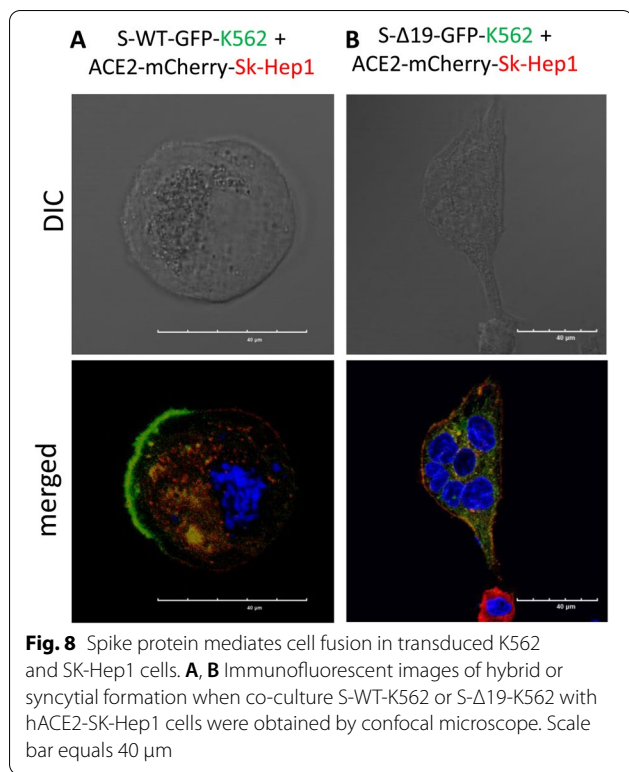 A S-WT-GFP-K562 +
ACE2-mCherry-Sk-Hep1
B S-Δ19-GFP-K562 +
ACE2-mCherry-Sk-Hep1
DIC
40 μm
40 μm
merged
40 μm
40 μm
Fig. 8 Spike protein mediates cell fusion in transduced K562
and SK-Hep1 cells. A, B Immunofluorescent images of hybrid or
syncytial formation when co-culture S-WT-K562 or S-Δ19-K562 with
hACE2-SK-Hep1 cells were obtained by confocal microscope. Scale
bar equals 40 μm